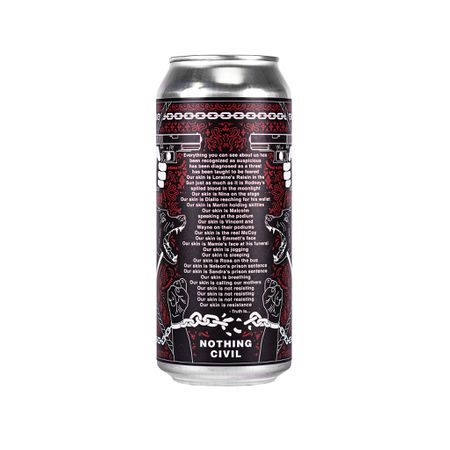 Everything you can see about us has
been recognized as suspicious
has been diagnosed as a threat
has been taught to be feared
Our skin is Loraine's Raisin in the
Sun just as much as it is Rodney's
spilled blood in the moonlight
Our skin is Nina on the stage
Our skin is Diallo reaching for his wallet
Our skin is Martin holding skittles
Our skin is Malcolm
speaking at the podium
Our skin is Vincent and
Wayne on their podiums
Our skin is the real McCoy
Our skin is Emmett's face
Our skin is Mamie's face at his funeral
Our skin is jogging
Our skin is sleeping
Our skin is Rosa on the bus
Our skin is Nelson's prison sentence
Our skin is Sandra's prison sentence
Our skin is breathing
Our skin is calling our mothers
Our skin is not resisting
Our skin is not resisting
Our skin is not resisting
Our skin is resistance
- Truth Is...
NOTHING
CIVIL